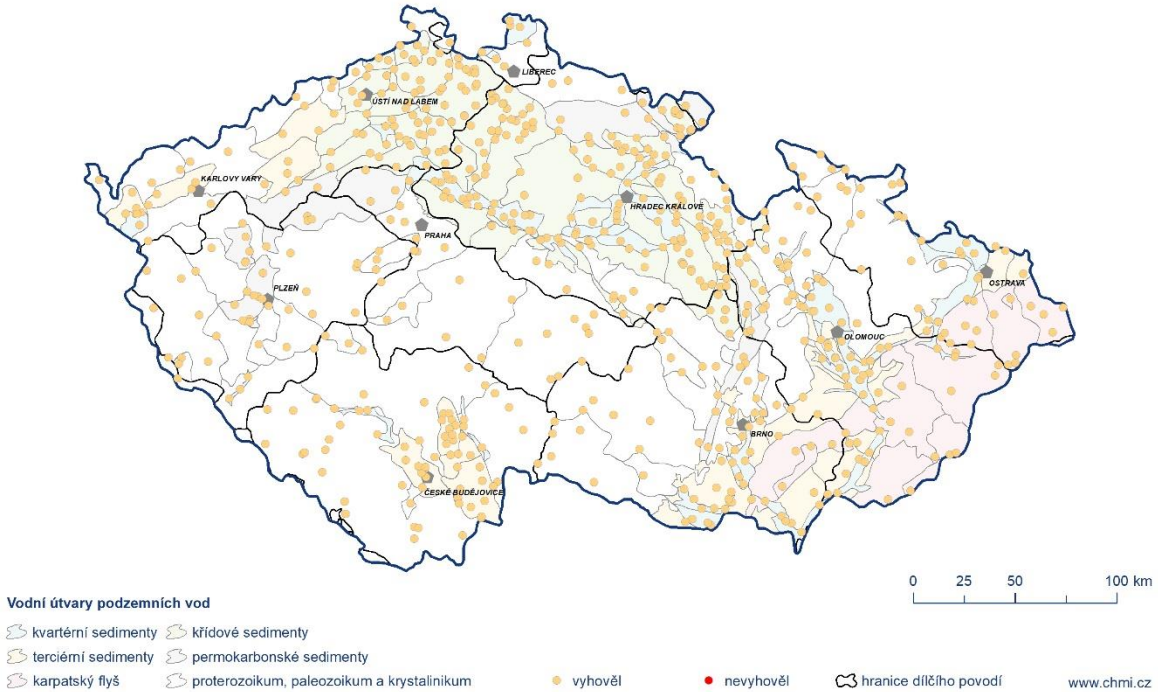 LIBEREC
ÚSTÍ NAD LABEM
KARLOVY VARY
HRADEC KRÁLOVÉ
PRAHA
OSTRAVA
PLZEŇ
OLOMOUC
BRNO
ČESKÉ BUDĚJOVICE
0 25 50 100 km
Vodní útvary podzemních vod
kvartérní sedimenty křídové sedimenty
terciérní sedimenty permokarbonské sedimenty
karpatský flyš proterozoikum, paleozoikum a krystalinikum vyhověl nevyhověl hranice dílčího povodí www.chmi.cz